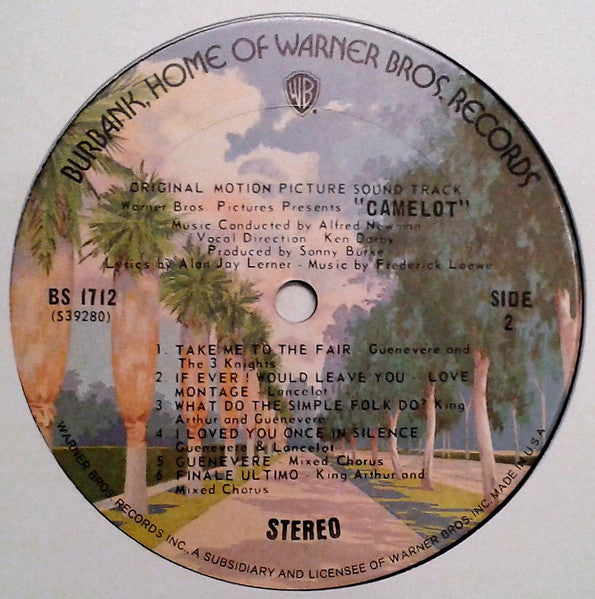 BURBANK, HOME OF WARNER BROS. RECORDS
WB
ORIGINAL MOTION PICTURE SOUND TRACK
Warner Bros. Pictures Presents "CAMELOT"
Music Conducted by Alfred Newman
Vocal Direction - Ken Darby
Produced by Sonny Burke
Lyrics by Alan Jay Lerner - Music by Frederick Loewe
BS 1712
(S39280)
SIDE
2
1. TAKE ME TO THE FAIR - Guenevere and
The 3 Knights
2. IF EVER I WOULD LEAVE YOU - LOVE
MONTAGE - Lancelot
3. WHAT DO THE SIMPLE FOLK DO? King
Arthur and Guenevere
4. I LOVED YOU ONCE IN SILENCE
Guenevere & Lancelot
5. GUENEVERE - Mixed Chorus
6. FINALE ULTIMO - King Arthur and
Mixed Chorus
STEREO
WARNER BROS. RECORDS INC., A SUBSIDIARY AND LICENSEE OF WARNER BROS. INC. MADE IN U.S.A.